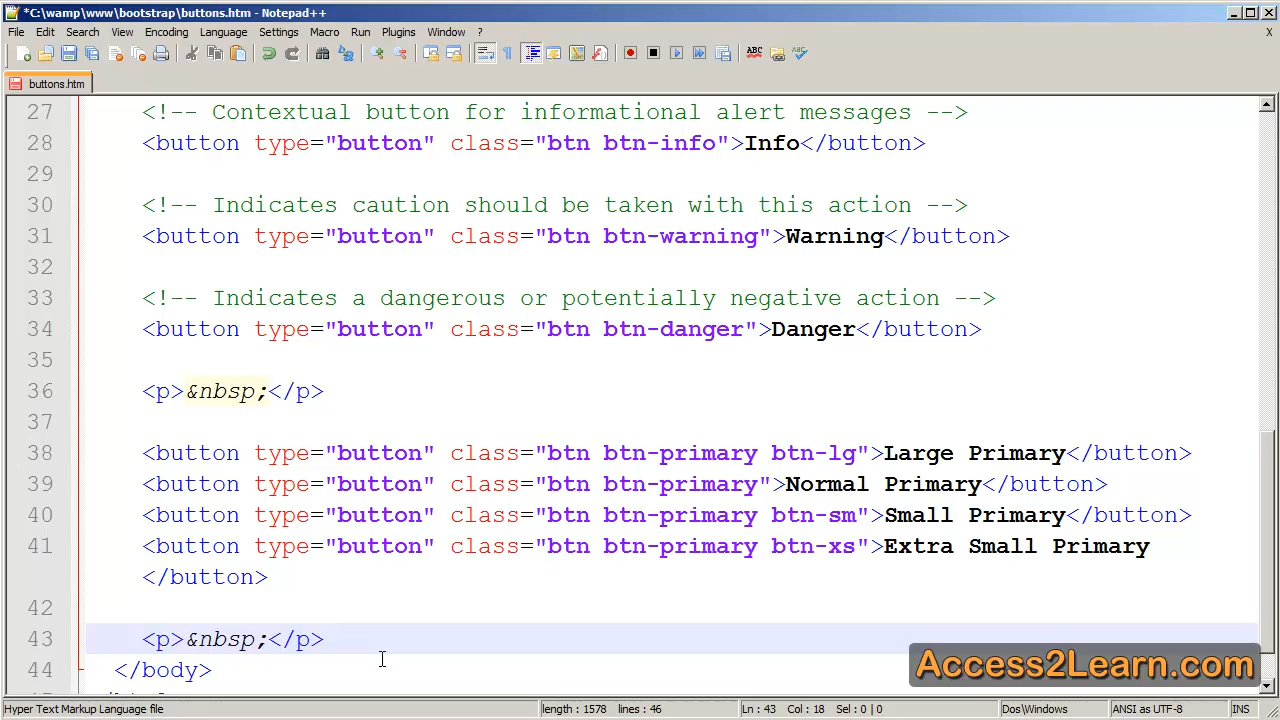 *C:\wamp\www\bootstrap\buttons.htm - Notepad++
File Edit Search View Encoding Language Settings Macro Run Plugins Window ? X
ABC
buttons.htm
27 <!-- Contextual button for informational alert messages -->
28 <button type="button" class="btn btn-info">Info</button>
29
30 <!-- Indicates caution should be taken with this action -->
31 <button type="button" class="btn btn-warning">Warning</button>
32
33 <!-- Indicates a dangerous or potentially negative action -->
34 <button type="button" class="btn btn-danger">Danger</button>
35
36 <p>&nbsp;</p>
37
38 <button type="button" class="btn btn-primary btn-lg">Large Primary</button>
39 <button type="button" class="btn btn-primary">Normal Primary</button>
40 <button type="button" class="btn btn-primary btn-sm">Small Primary</button>
41 <button type="button" class="btn btn-primary btn-xs">Extra Small Primary
</button>
42
43 <p>&nbsp;</p>
44 </body>
Access2Learn.com
Hyper Text Markup Language file length : 1578 lines : 46 Ln : 43 Col : 18 Sel : 0 | 0 Dos\Windows ANSI as UTF-8 INS